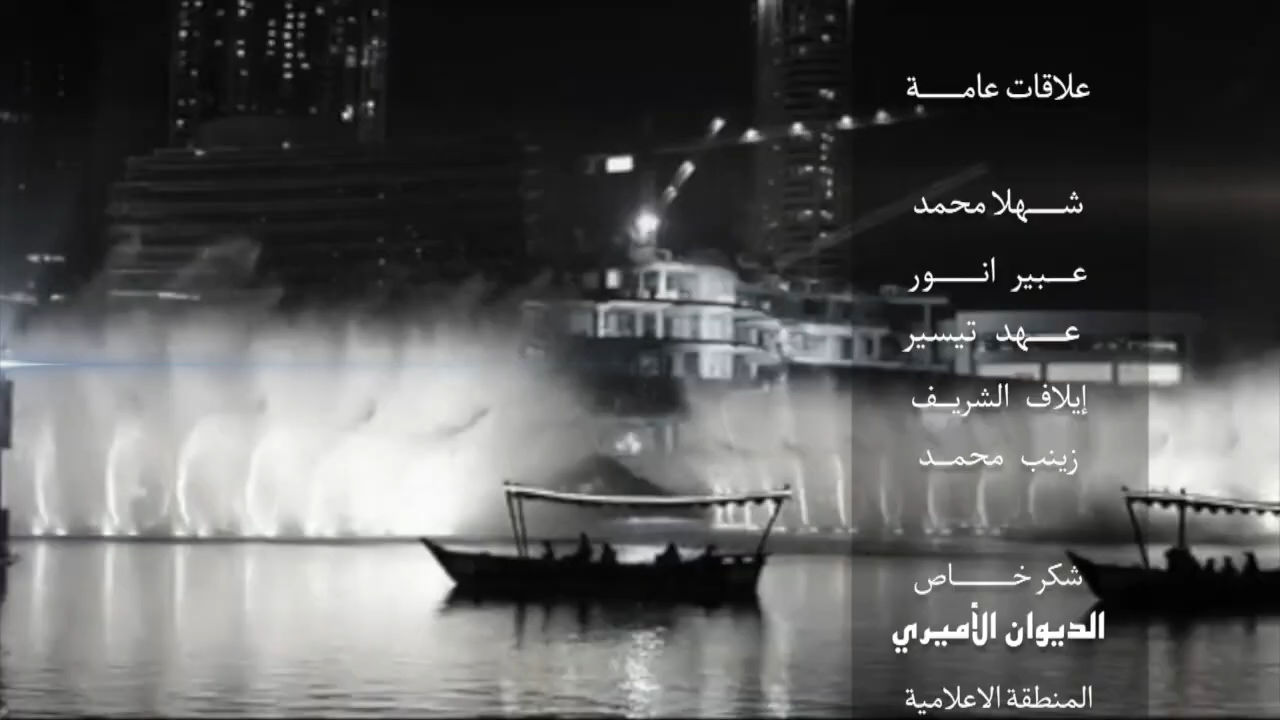 علاقات عامة
شهلا محمد
عبير انور
عهد تيسير
إيلاف الشريف
زينب محمد
شكر خاص
الديوان الأميري
المنطقة الاعلامية